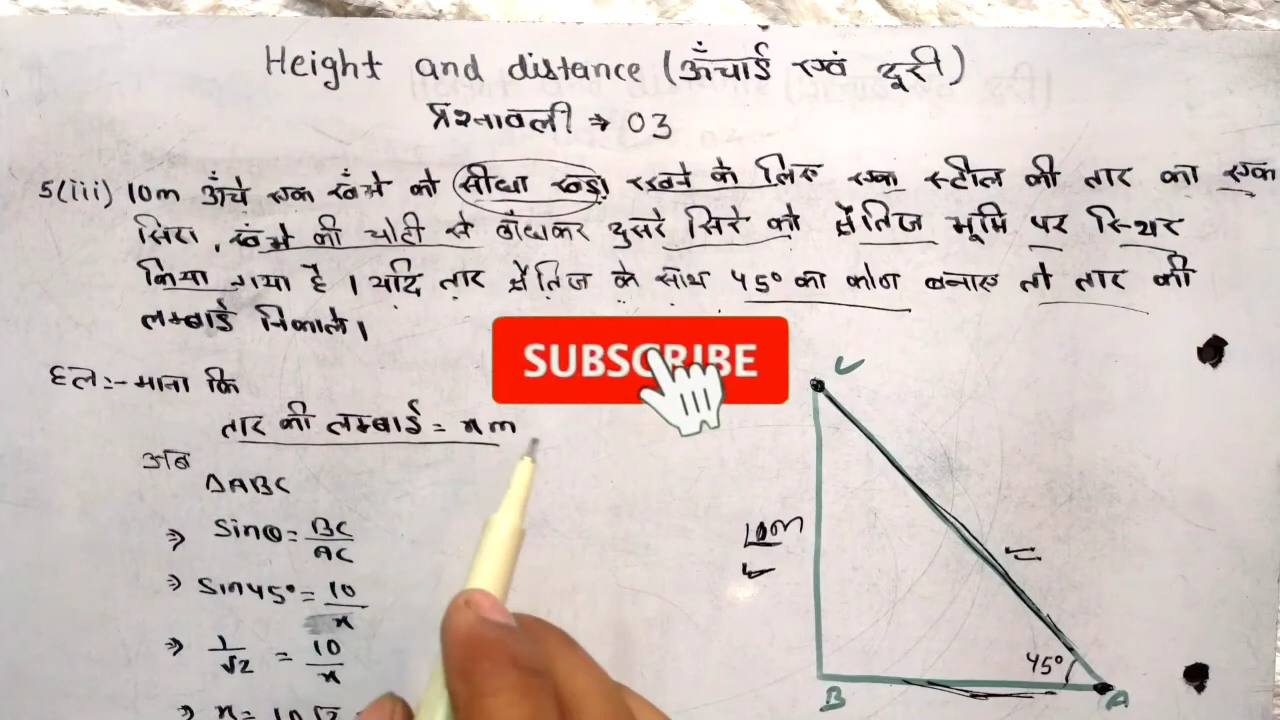 Height and distance (ऊँचाई एवं दूरी)
प्रश्नावली → 03
5(iii) 10m ऊँचे एक खंभे को सीधा खड़ा रखने के लिए एक स्टील की तार का एक
सिरा, खंभे की चोटी से बाँधकर दुसरे सिरे को क्षैतिज भूमि पर स्थिर
किया गया है । यदि तार क्षैतिज के साथ 45° का कोण बनाए तो तार की
लम्बाई निकालें।
SUBSCRIBE
हल:- माना कि
तार की लम्बाई = x m
अब
ΔABC
⇒ Sinθ = BC/AC
⇒ Sin45° = 10/x
⇒ 1/√2 = 10/x
⇒ x = 10√2
C
10m
45°
B
A